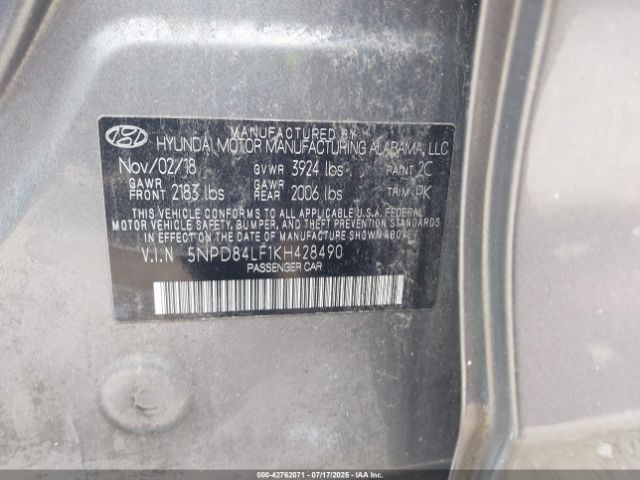 MANUFACTURED BY
HYUNDAI MOTOR MANUFACTURING ALABAMA, LLC
Nov/02/18 GVWR 3924 lbs PAINT 2C
GAWR FRONT 2183 lbs GAWR REAR 2006 lbs TRIM PK
THIS VEHICLE CONFORMS TO ALL APPLICABLE U.S.A. FEDERAL
MOTOR VEHICLE SAFETY, BUMPER, AND THEFT PREVENTION STANDARDS
IN EFFECT ON THE DATE OF MANUFACTURE SHOWN ABOVE.
V.I.N 5NPD84LF1KH428490
PASSENGER CAR
000-42762071 - 07/17/2025 - IAAI.COM